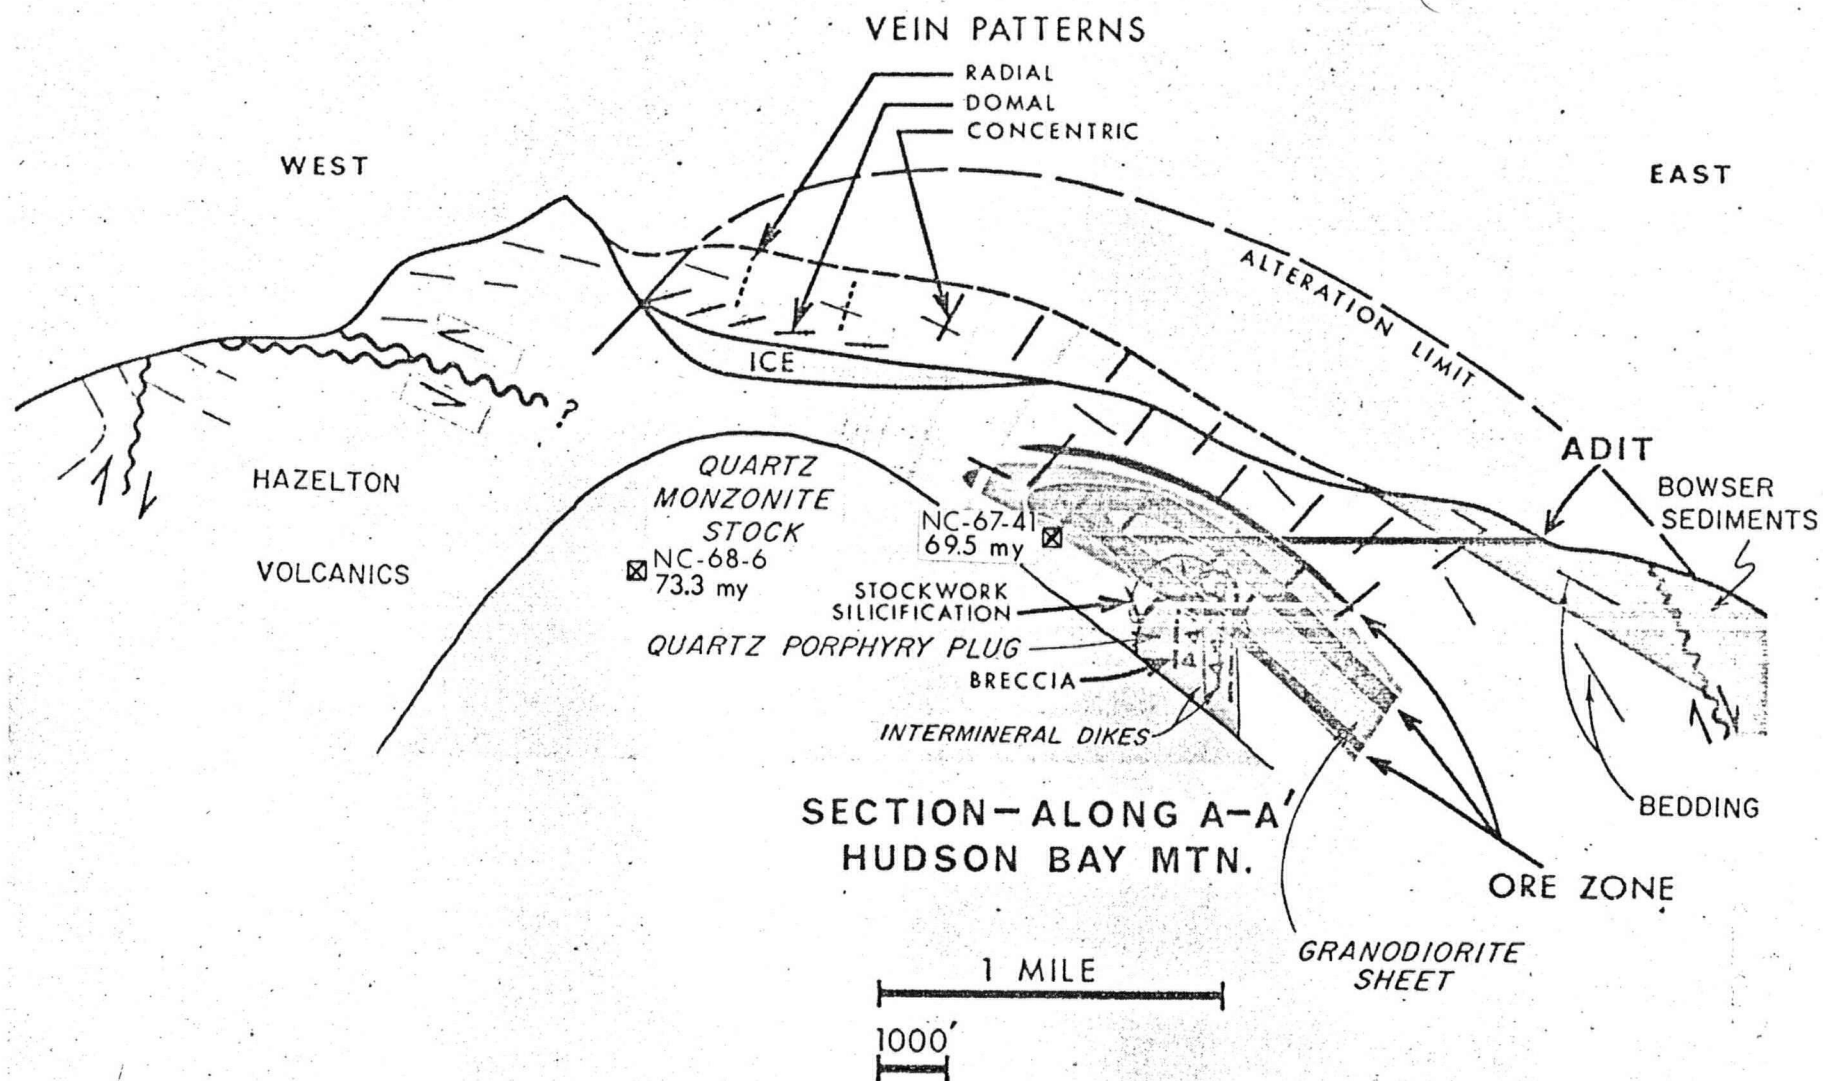 VEIN PATTERNS
RADIAL
DOMAL
CONCENTRIC
WEST
EAST
ALTERATION LIMIT
ICE
?
ADIT
BOWSER
SEDIMENTS
HAZELTON
VOLCANICS
QUARTZ
MONZONITE
STOCK
NC-68-6
73.3 my
NC-67-41
69.5 my
STOCKWORK
SILICIFICATION
QUARTZ PORPHYRY PLUG
BRECCIA
INTERMINERAL DIKES
BEDDING
SECTION—ALONG A—A'
HUDSON BAY MTN.
ORE ZONE
GRANODIORITE
SHEET
1 MILE
1000'